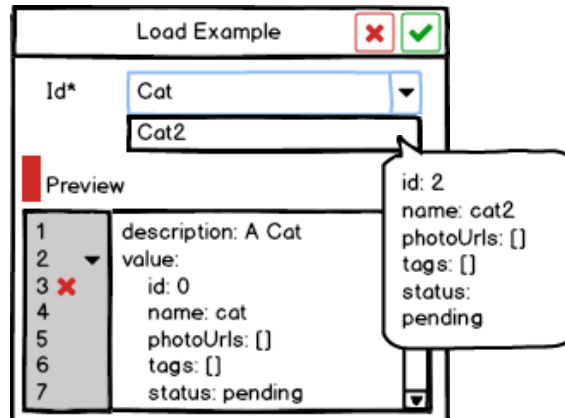 Load Example
Id*
Cat
Cat2
Preview
1 description: A Cat
2 value:
3 id: 0
4 name: cat
5 photoUrls: []
6 tags: []
7 status: pending
id: 2
name: cat2
photoUrls: []
tags: []
status:
pending